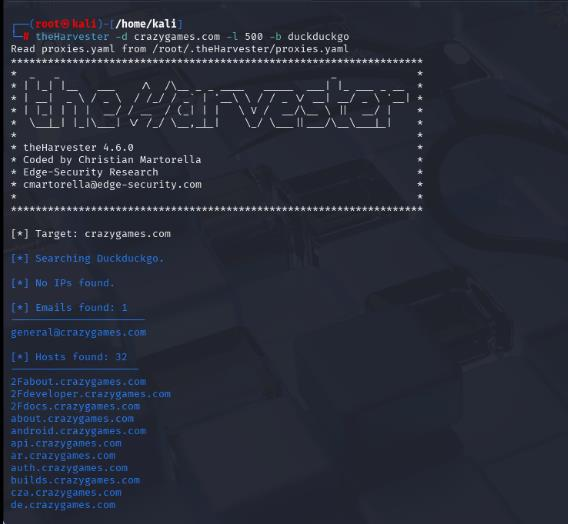 ┌──(root㉿kali)-[/home/kali]
└─# theHarvester -d crazygames.com -l 500 -b duckduckgo
Read proxies.yaml from /root/.theHarvester/proxies.yaml
*******************************************************************
* theHarvester *
* *
* theHarvester 4.6.0 *
* Coded by Christian Martorella *
* Edge-Security Research *
* cmartorella@edge-security.com *
* *
*******************************************************************
[*] Target: crazygames.com
[*] Searching Duckduckgo.
[*] No IPs found.
[*] Emails found: 1
----------------------
general@crazygames.com
[*] Hosts found: 32
---------------------
2Fabout.crazygames.com
2Fdeveloper.crazygames.com
2Fdocs.crazygames.com
about.crazygames.com
android.crazygames.com
api.crazygames.com
ar.crazygames.com
auth.crazygames.com
builds.crazygames.com
cza.crazygames.com
de.crazygames.com